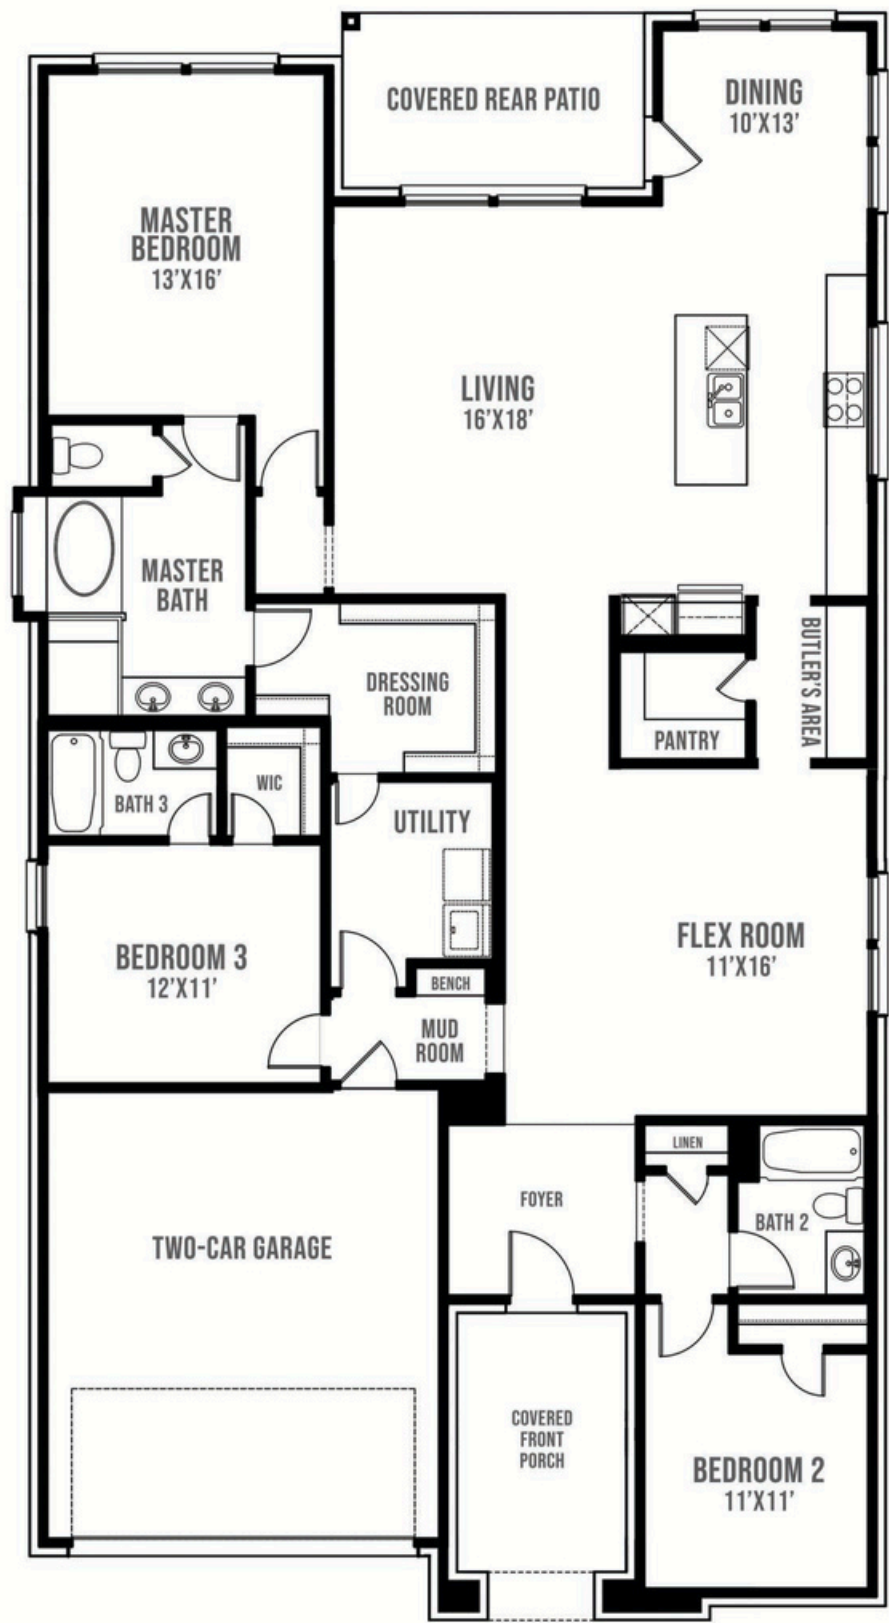 COVERED REAR PATIO
DINING
10'X13'
MASTER
BEDROOM
13'X16'
LIVING
16'X18'
MASTER
BATH
DRESSING
ROOM
BUTLER'S AREA
PANTRY
WIC
BATH 3
UTILITY
BEDROOM 3
12'X11'
FLEX ROOM
11'X16'
BENCH
MUD
ROOM
LINEN
FOYER
BATH 2
TWO-CAR GARAGE
COVERED
FRONT
PORCH
BEDROOM 2
11'X11'